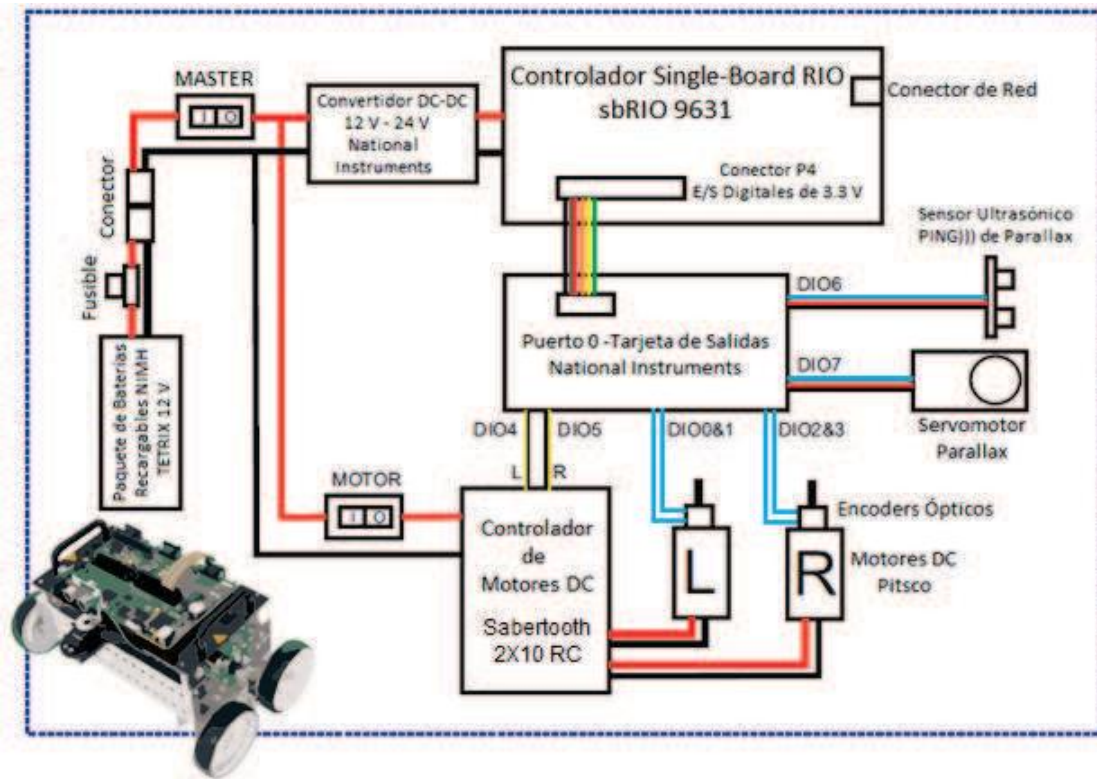 MASTER
I O
Convertidor DC-DC
12 V - 24 V
National
Instruments
Controlador Single-Board RIO
sbRIO 9631
Conector de Red
Conector P4
E/S Digitales de 3.3 V
Conector
Fusible
Paquete de Baterías
Recargables NIMH
TETRIX 12 V
Sensor Ultrasónico
PING))) de Parallax
DIO6
Puerto 0 -Tarjeta de Salidas
National Instruments
DIO7
Servomotor
Parallax
DIO4
DIO5
DIO0&1
DIO2&3
L
R
MOTOR
I O
Controlador
de
Motores DC
Sabertooth
2X10 RC
Encoders Ópticos
L
R
Motores DC
Pitsco